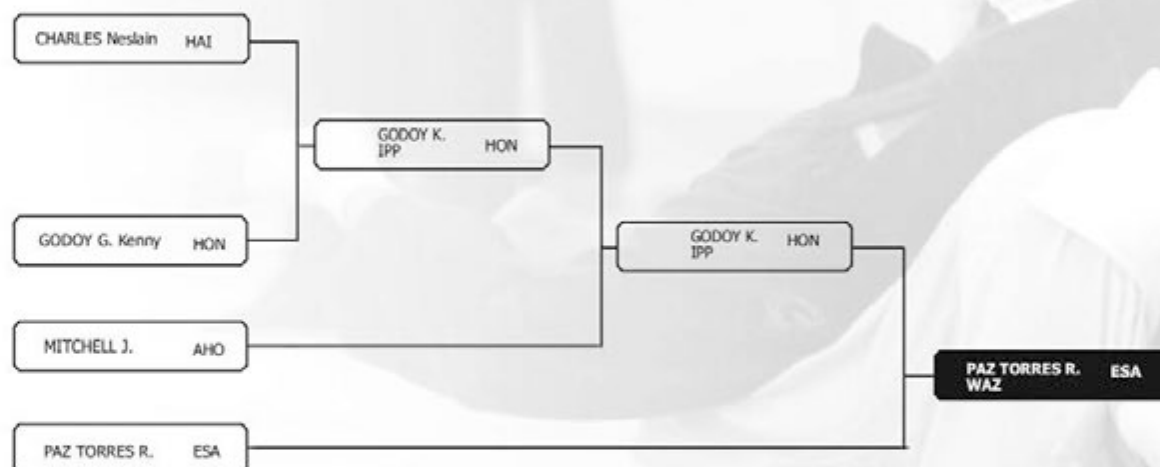 CHARLES Neslain HAI
GODOY K. HON
IPP
GODOY G. Kenny HON
GODOY K. HON
IPP
MITCHELL J. AHO
PAZ TORRES R. ESA
WAZ
PAZ TORRES R. ESA